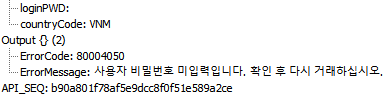 loginPWD:
countryCode: VNM
Output {} (2)
ErrorCode: 80004050
ErrorMessage: 사용자 비밀번호 미입력입니다. 확인 후 다시 거래하십시오.
API_SEQ: b90a801f78af5e9dcc8f0f51e589a2ce